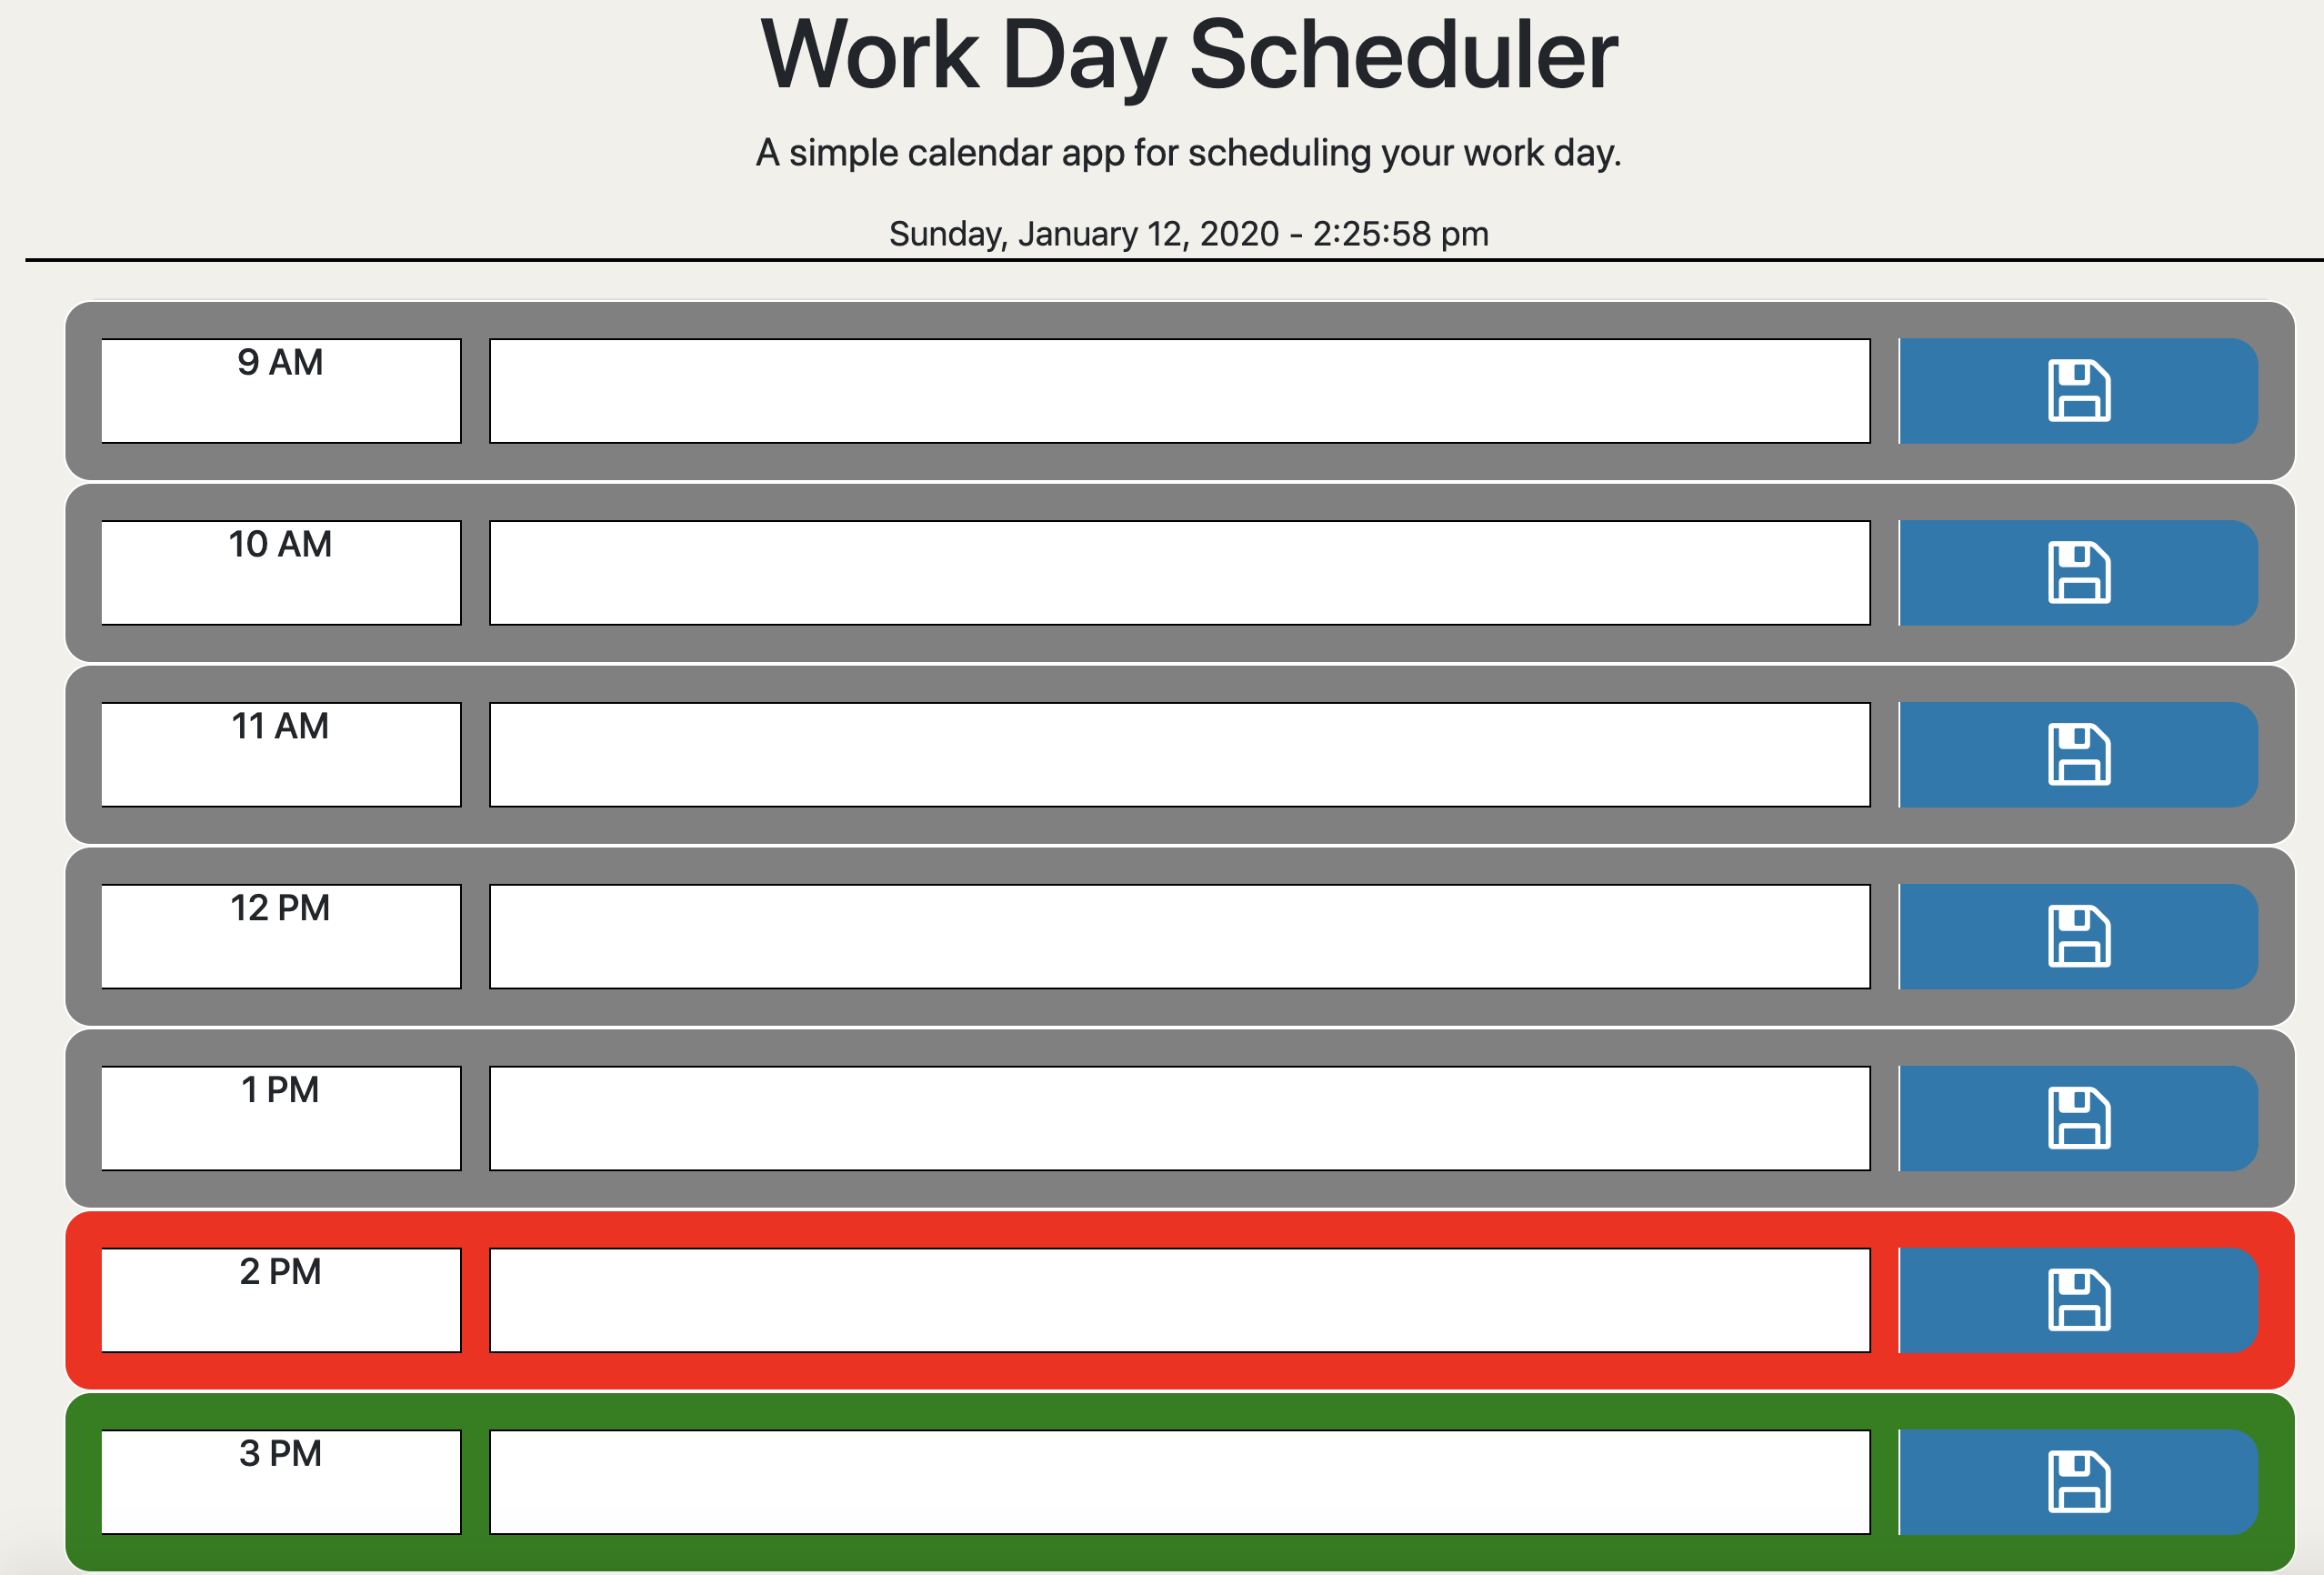 Work Day Scheduler
A simple calendar app for scheduling your work day.
Sunday, January 12, 2020 - 2:25:58 pm
9 AM
10 AM
11 AM
12 PM
1 PM
2 PM
3 PM